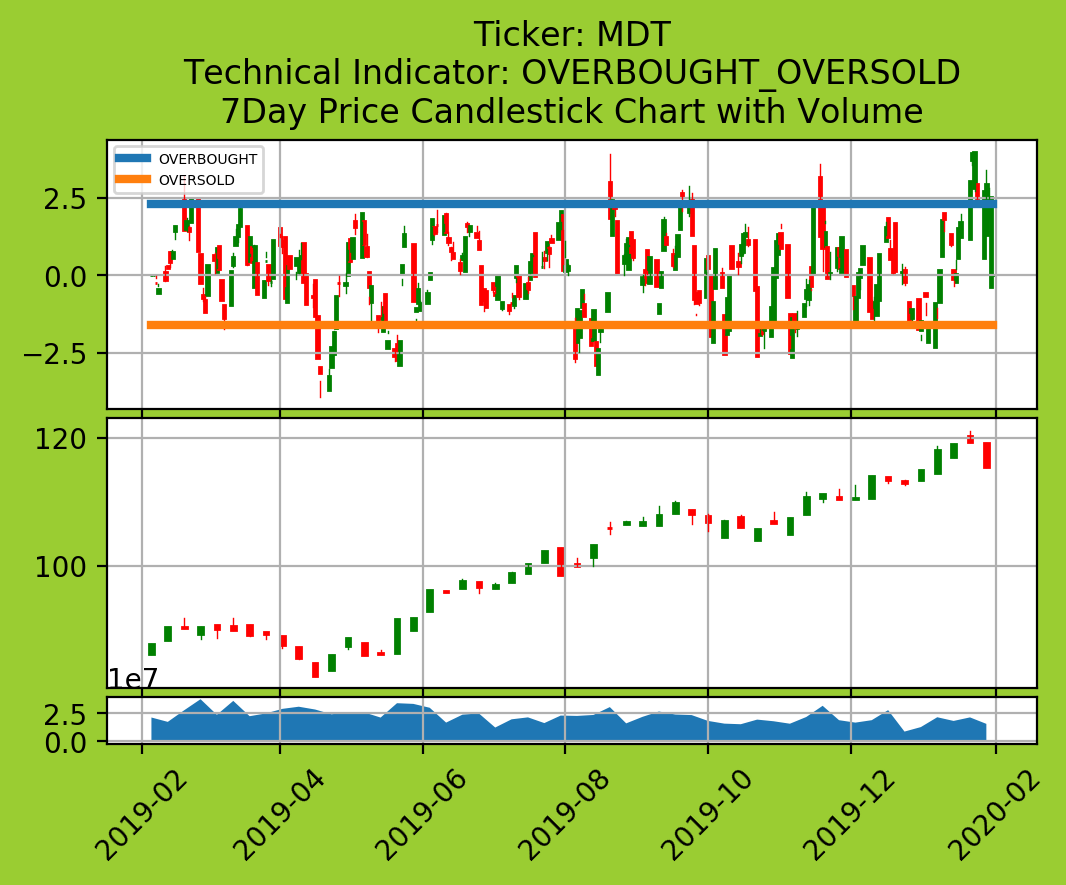 Ticker: MDT
Technical Indicator: OVERBOUGHT_OVERSOLD
7Day Price Candlestick Chart with Volume
OVERBOUGHT
OVERSOLD
2.5
0.0
−2.5
120
100
1e7
2.5
0.0
2019-02
2019-04
2019-06
2019-08
2019-10
2019-12
2020-02